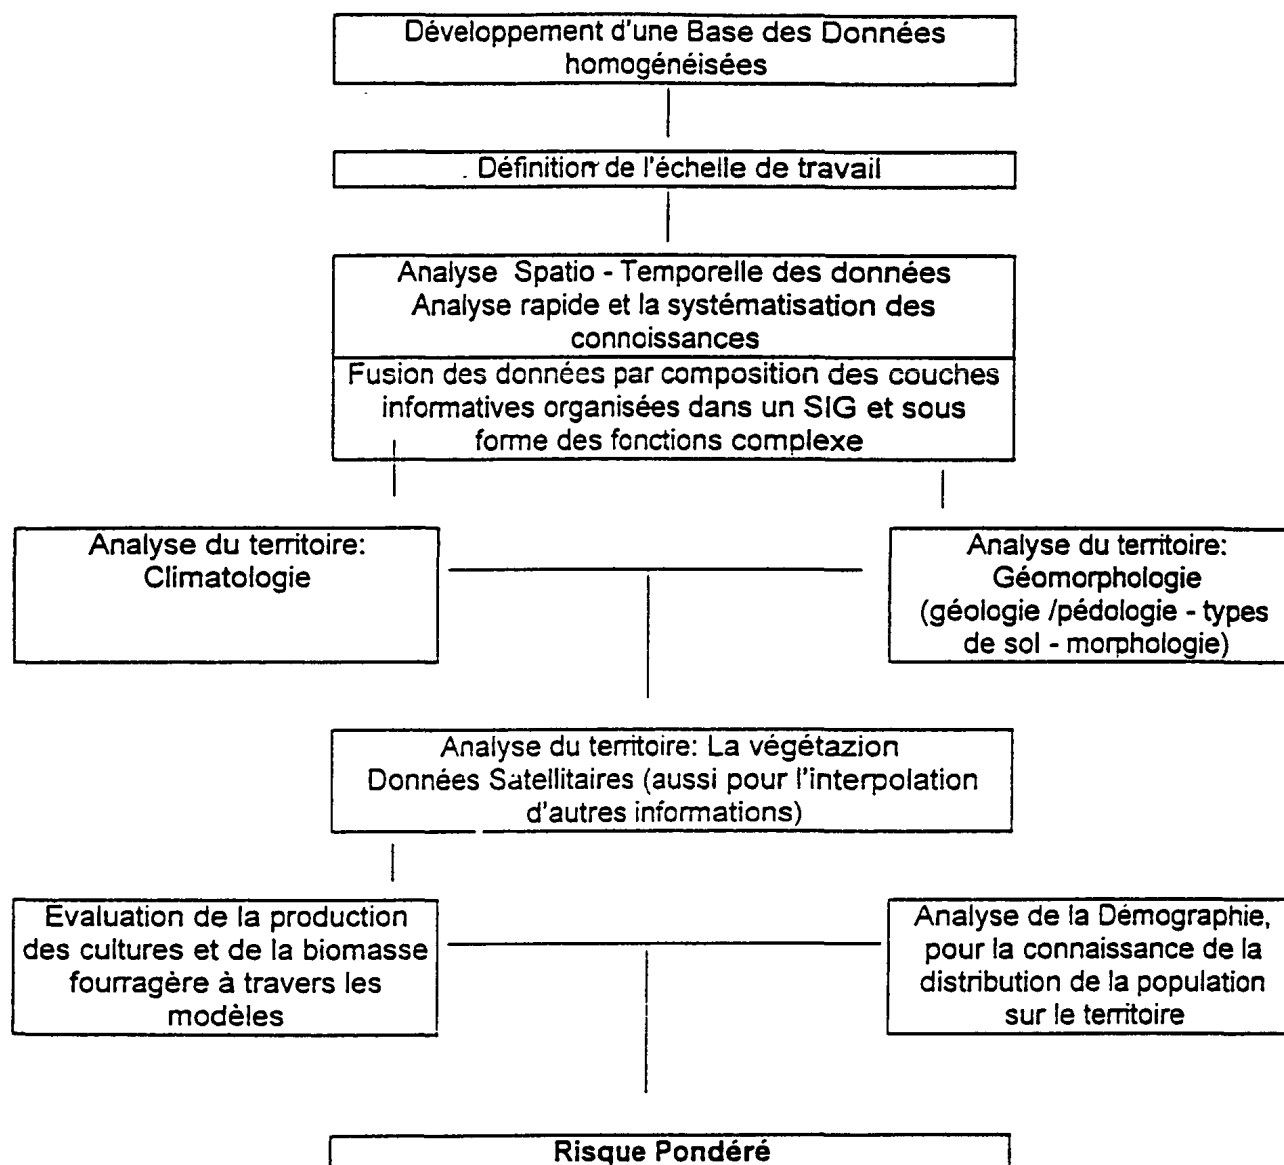 Développement d'une Base des Données
homogénéisées
Définition de l'échelle de travail
Analyse Spatio - Temporelle des données
Analyse rapide et la systématisation des
connoissances
Fusion des données par composition des couches
informatives organisées dans un SIG et sous
forme des fonctions complexe
Analyse du territoire:
Climatologie
Analyse du territoire:
Géomorphologie
(géologie /pédologie - types
de sol - morphologie)
Analyse du territoire: La végétazion
Données Satellitaires (aussi pour l'interpolation
d'autres informations)
Evaluation de la production
des cultures et de la biomasse
fourragère à travers les
modèles
Analyse de la Démographie,
pour la connaissance de la
distribution de la population
sur le territoire
Risque Pondéré